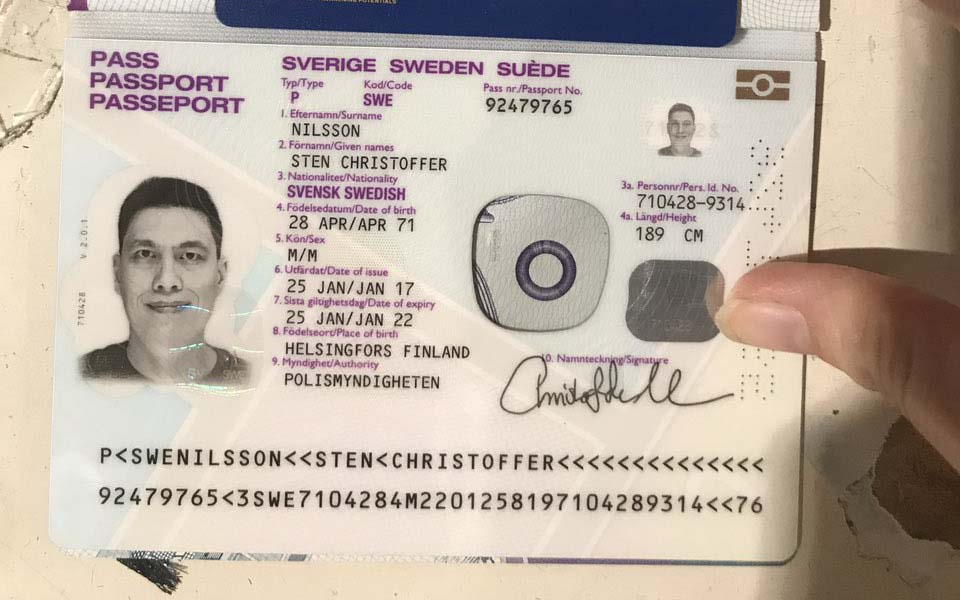 PASS
PASSPORT
PASSEPORT
SVERIGE SWEDEN SUÈDE
Typ/Type Kod/Code Pass nr./Passport No.
P SWE 92479765
1. Efternamn/Surname
NILSSON
2. Förnamn/Given names
STEN CHRISTOFFER
3. Nationalitet/Nationality
SVENSK SWEDISH
3a. Personnr/Pers. Id. No.
710428-9314
4. Födelsedatum/Date of birth
28 APR/APR 71
4a. Längd/Height
189 CM
5. Kön/Sex
M/M
6. Utfärdat/Date of issue
25 JAN/JAN 17
7. Sista giltighetsdag/Date of expiry
25 JAN/JAN 22
8. Födelseort/Place of birth
HELSINGFORS FINLAND
9. Myndighet/Authority
POLISMYNDIGHETEN
10. Namnteckning/Signature
V 2.0.1
710428
710428
P<SWENILSSON<<STEN<CHRISTOFFER<<<<<<<<<<<<<<
92479765<3SWE7104284M2201258197104289314<<76